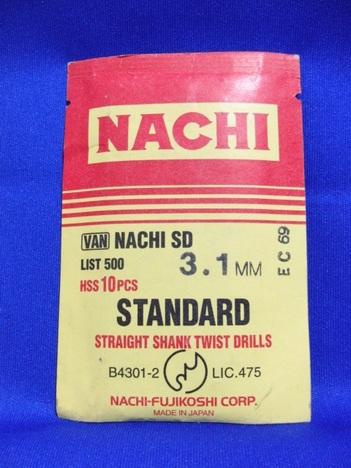 NACHI
VAN NACHI SD
LIST 500 3.1 MM
EC 69
HSS 10 PCS
STANDARD
STRAIGHT SHANK TWIST DRILLS
B4301-2 LIC.475
NACHI-FUJIKOSHI CORP.
MADE IN JAPAN